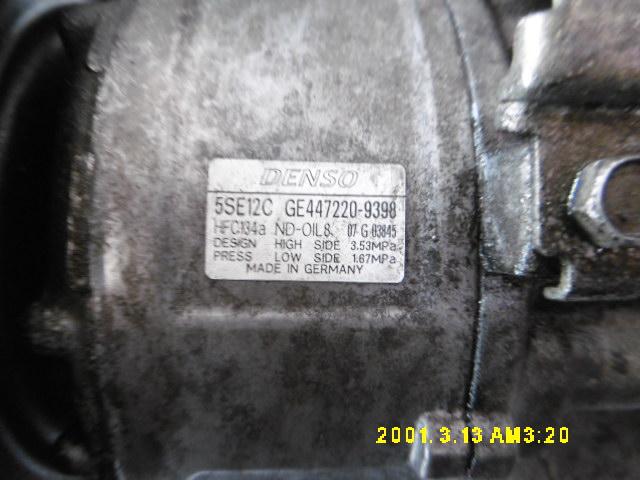 DENSO
5SE12C GE447220-9398
HFC134a ND-OIL8 07 G 03845
DESIGN HIGH SIDE 3.53MPa
PRESS LOW SIDE 1.67MPa
MADE IN GERMANY
2001.3.13 AM3:20